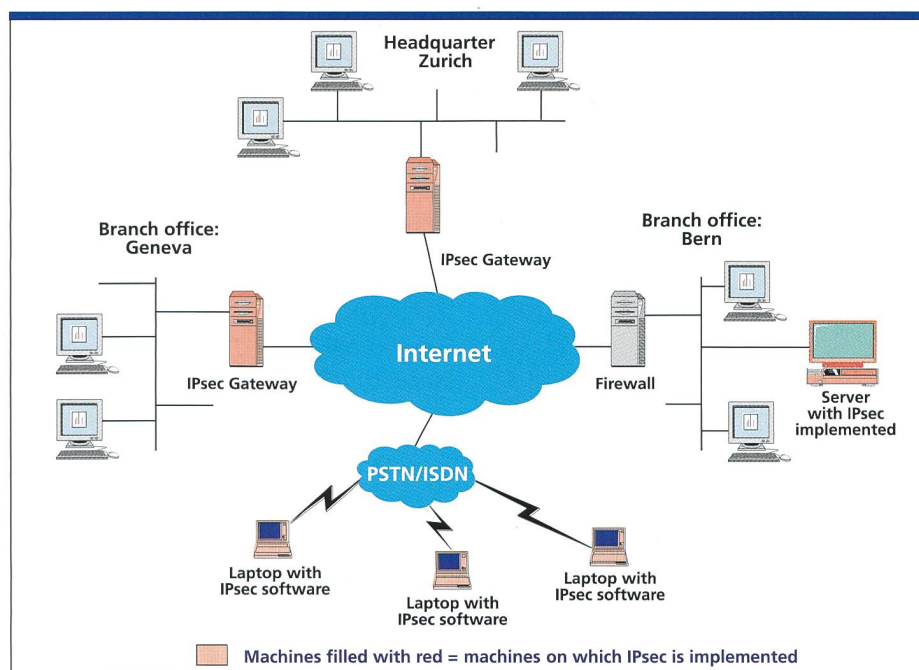 Headquarter
Zurich
Branch office:
Geneva
Branch office:
Bern
IPsec Gateway
Internet
IPsec Gateway
Firewall
Server
with IPsec
implemented
PSTN/ISDN
Laptop with
IPsec software
Laptop with
IPsec software
Laptop with
IPsec software
Machines filled with red = machines on which IPsec is implemented